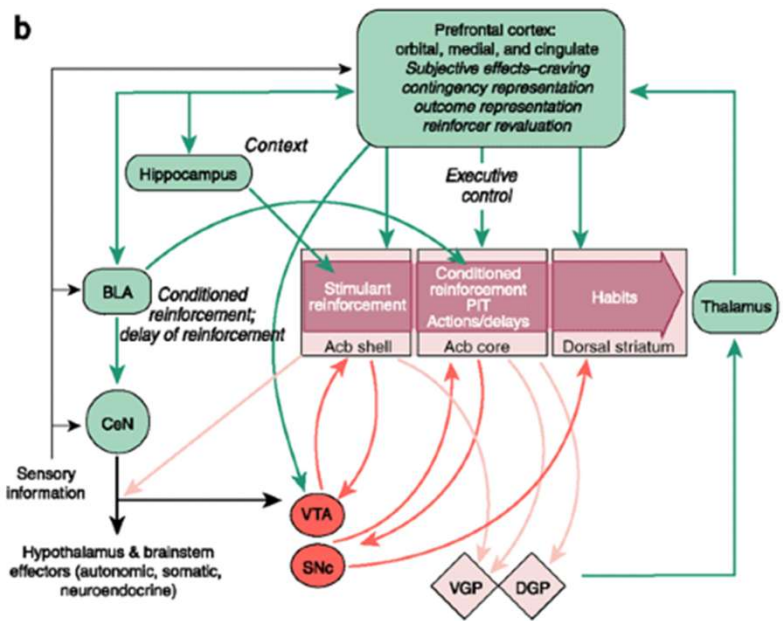 b
Prefrontal cortex:
orbital, medial, and cingulate
Subjective effects–craving
contingency representation
outcome representation
reinforcer revaluation
Context
Hippocampus
Executive
control
BLA
Conditioned
reinforcement;
delay of reinforcement
Stimulant
reinforcement
Acb shell
Conditioned
reinforcement
PIT
Actions/delays
Acb core
Habits
Dorsal striatum
Thalamus
CeN
Sensory
information
VTA
SNc
Hypothalamus & brainstem
effectors (autonomic, somatic,
neuroendocrine)
VGP
DGP